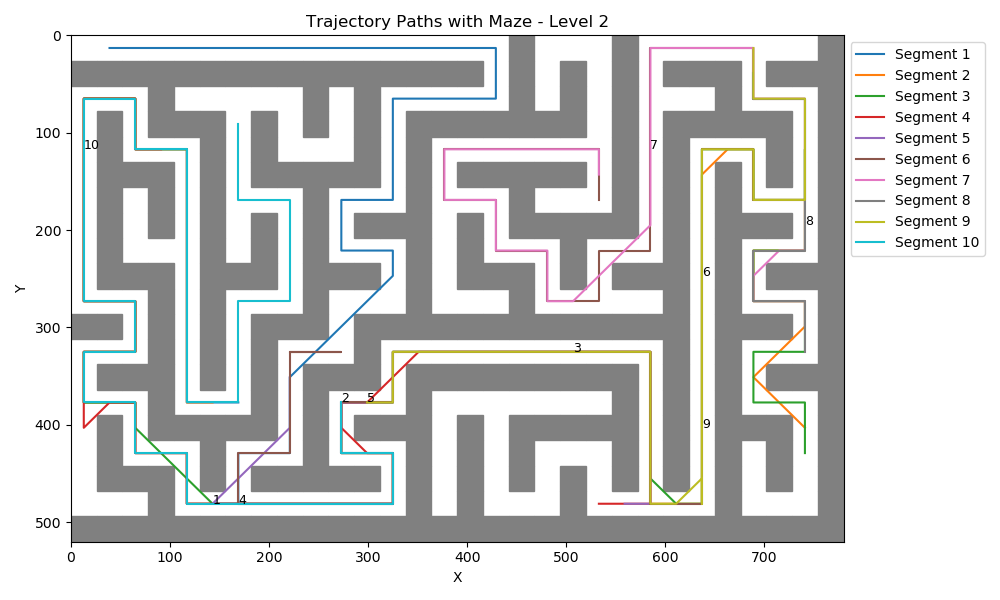 Trajectory Paths with Maze - Level 2
Y
0
100
200
300
400
500
0
100
200
300
400
500
600
700
X
10
7
8
6
3
2
5
9
1
4
Segment 1
Segment 2
Segment 3
Segment 4
Segment 5
Segment 6
Segment 7
Segment 8
Segment 9
Segment 10